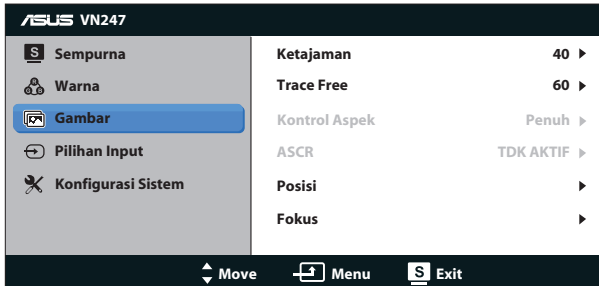 ASUS VN247
S Sempurna
Warna
Gambar
Pilihan Input
Konfigurasi Sistem
Ketajaman 40
Trace Free 60
Kontrol Aspek Penuh
ASCR TDK AKTIF
Posisi
Fokus
Move Menu S Exit